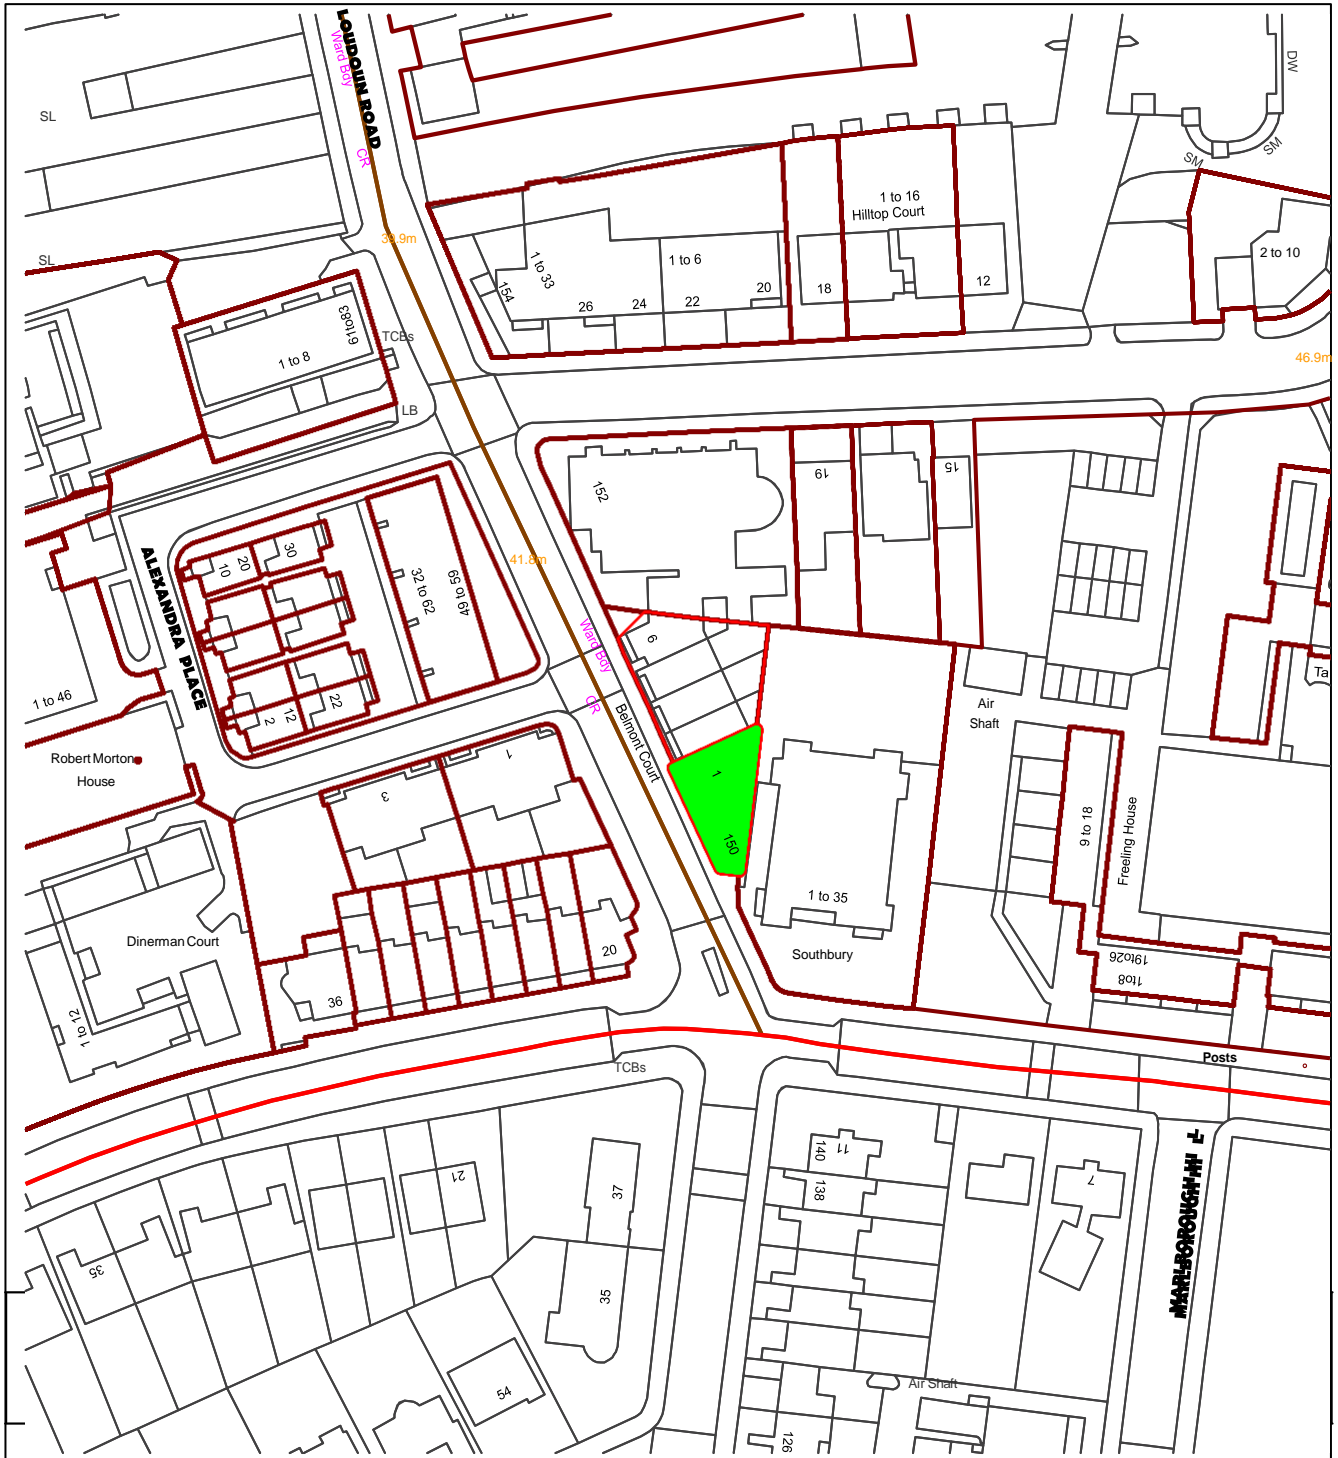 LOUDOUN ROAD
Ward Bdy
CR
DW
SL
SM
SM
1 to 16
Hilltop Court
39.9m
SL
1 to 33
1 to 6
2 to 10
154
26
24
22
20
18
12
61to83
TCBs
1 to 8
46.9m
LB
152
19
15
ALEXANDRA PLACE
10
20
30
41.8m
32 to 62
49 to 59
6
Ward Bdy
CR
Belmont Court
1 to 46
2
12
22
Air
Shaft
Ta
Robert Morton
House
1
3
1
150
9 to 18
Freeling House
1 to 35
Dinerman Court
Southbury
20
36
19to26
1to8
1 to 12
Posts
TCBs
MARLBOROUGH HILL
21
37
140
11
138
7
35
35
54
Air Shaft
126